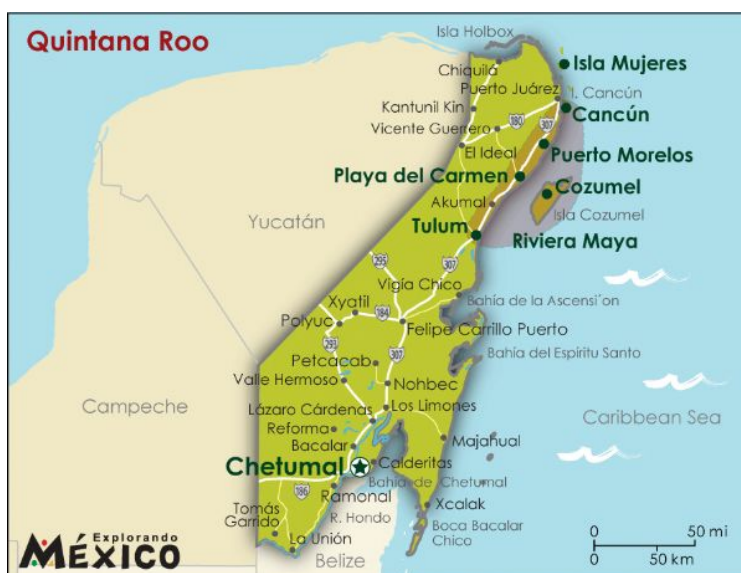 Quintana Roo
Isla Holbox
Chiquilá
Isla Mujeres
Puerto Juárez
I. Cancún
Kantunil Kin
Cancún
180
307
Vicente Guerrero
El Ideal
Puerto Morelos
Playa del Carmen
Cozumel
Akumal
Isla Cozumel
Yucatán
Tulum
Riviera Maya
295
307
Vigía Chico
Bahía de la Ascensi´on
Xyatil
184
Polyuc
Felipe Carrillo Puerto
293
307
Bahía del Espiritu Santo
Petcacab
Valle Hermoso
Nohbec
Campeche
Lázaro Cárdenas
Los Limones
Caribbean Sea
Reforma
Bacalar
Majahual
Chetumal
Calderitas
Bahía de Chetumal
186
Ramonal
Xcalak
Tomás
Garrido
R. Hondo
Boca Bacalar
Chico
La Unión
Belize
Explorando
MÉXICO
0 50 mi
0 50 km